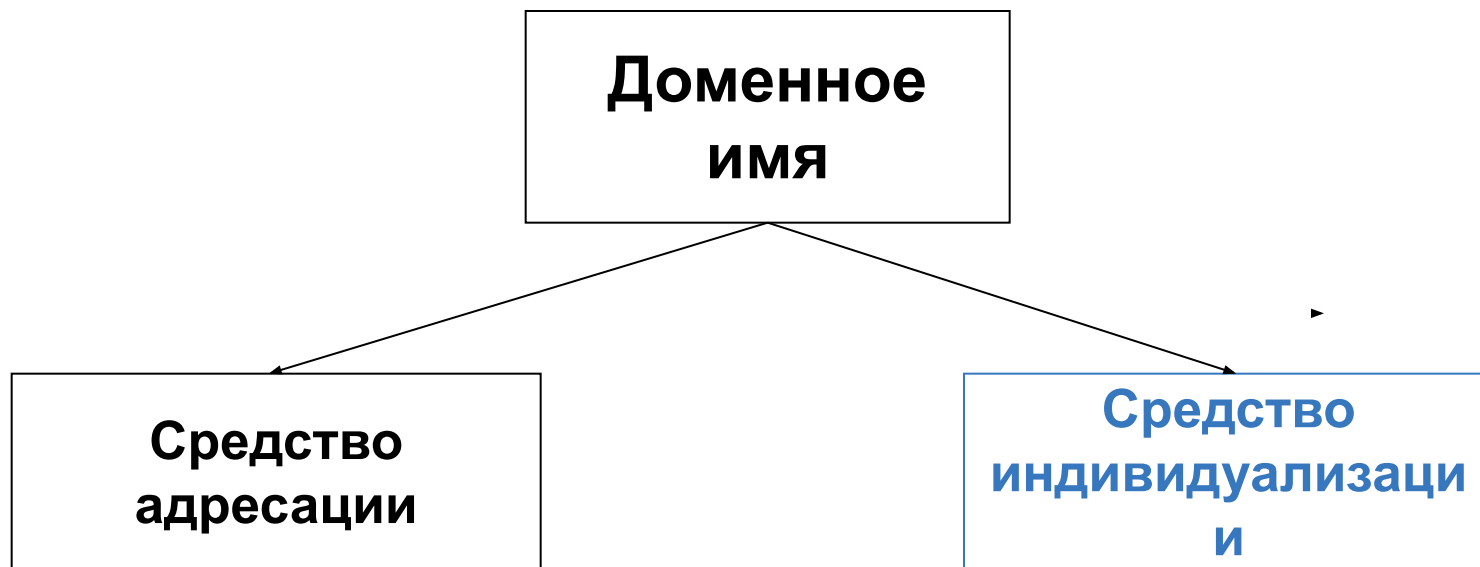 Доменное
имя
Средство
адресации
Средство
индивидуализаци
и